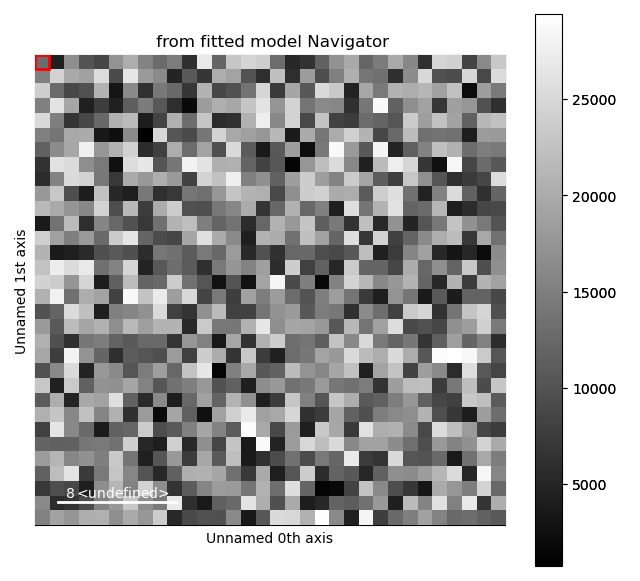 from fitted model Navigator
25000
20000
15000
10000
5000
Unnamed 1st axis
8 <undefined>
Unnamed 0th axis